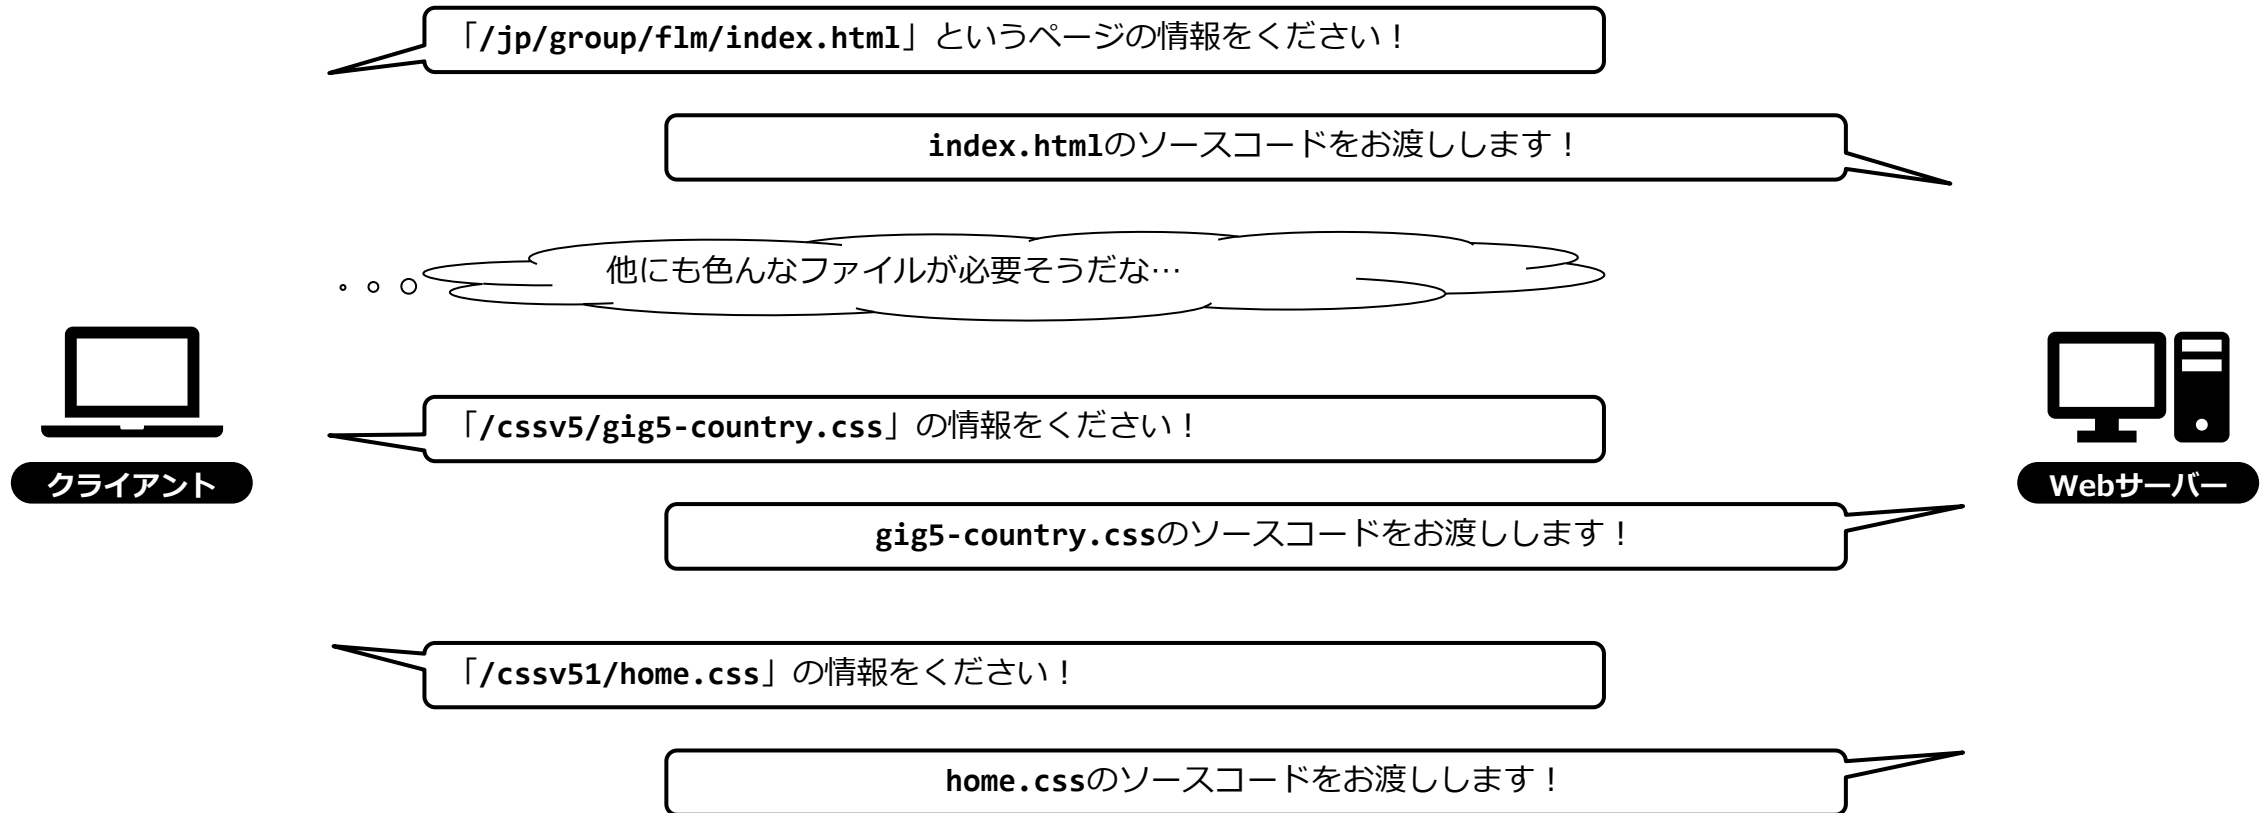 「/jp/group/flm/index.html」というページの情報をください！
index.htmlのソースコードをお渡しします！
他にも色んなファイルが必要そうだな…
「/cssv5/gig5-country.css」の情報をください！
クライアント
Webサーバー
gig5-country.cssのソースコードをお渡しします！
「/cssv51/home.css」の情報をください！
home.cssのソースコードをお渡しします！